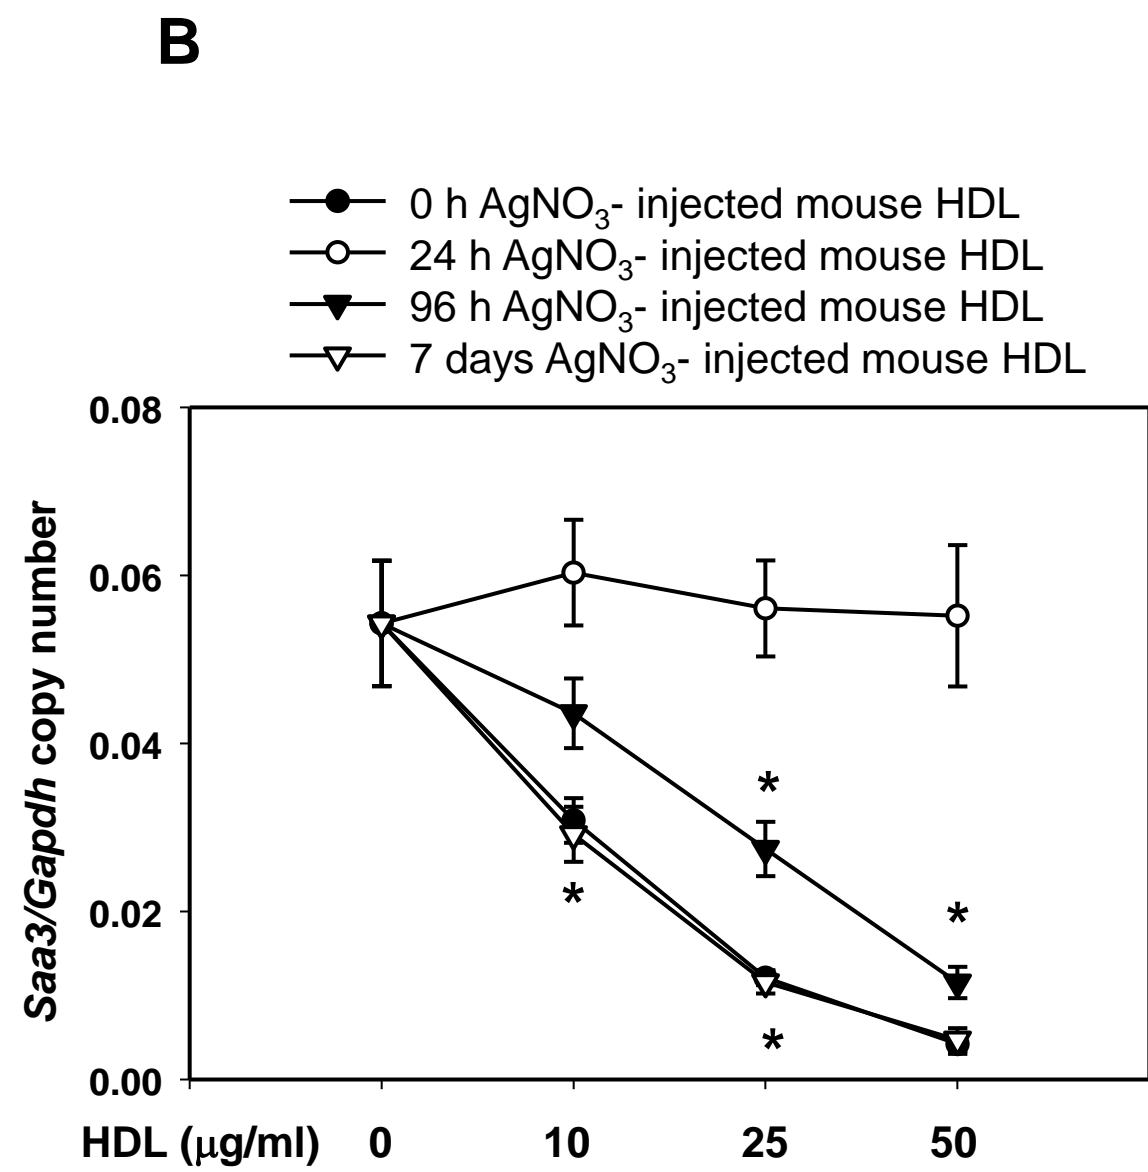 B
0 h AgNO3- injected mouse HDL
24 h AgNO3- injected mouse HDL
96 h AgNO3- injected mouse HDL
7 days AgNO3- injected mouse HDL
0.08
0.06
0.04
0.02
0.00
Saa3/Gapdh copy number
*
*
*
*
HDL (μg/ml) 0 10 25 50